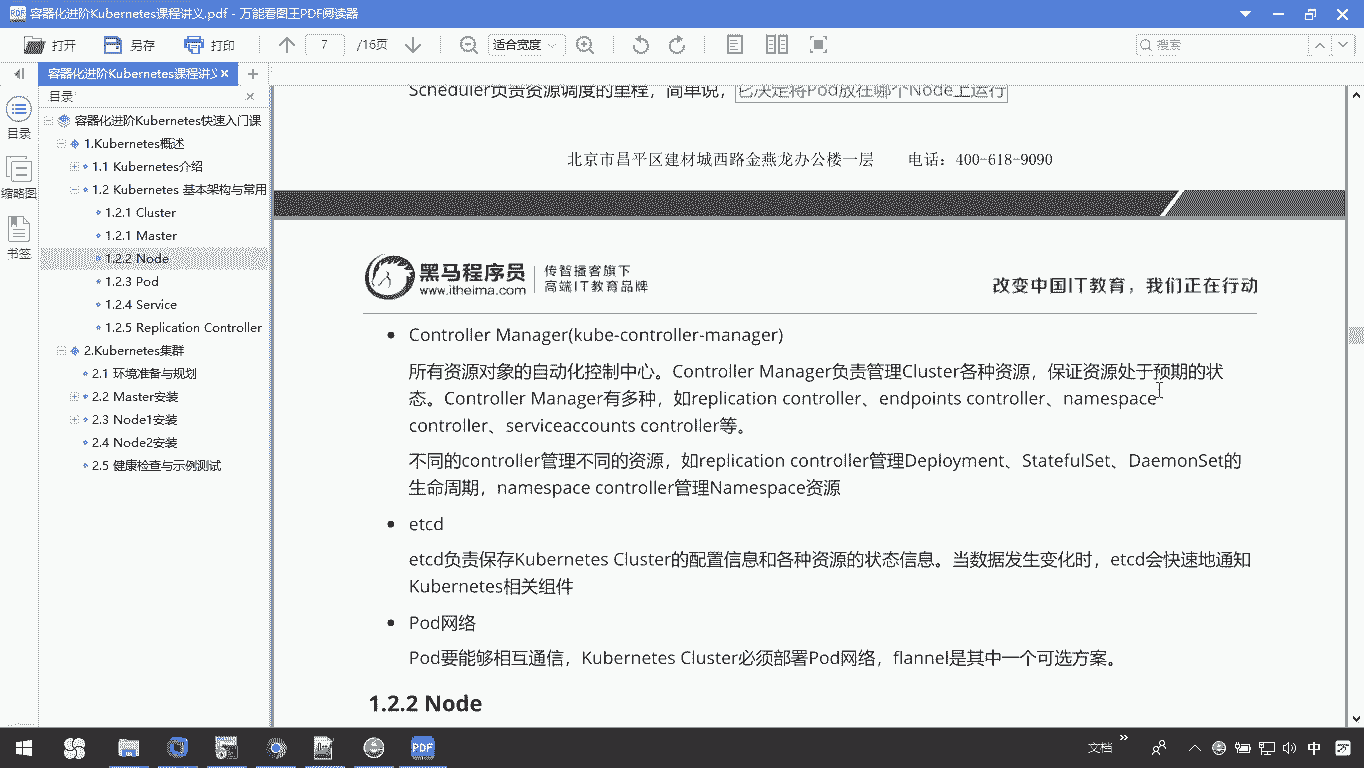 容器化进阶Kubernetes课程讲义.pdf - 万能看图王PDF阅读器
打开 另存 打印 7 /16页 适合宽度 搜索
容器化进阶Kubernetes课程讲义
目录
目录
缩略图
书签
容器化进阶Kubernetes快速入门课
1.Kubernetes概述
1.1 Kubernetes介绍
1.2 Kubernetes 基本架构与常用
1.2.1 Cluster
1.2.1 Master
1.2.2 Node
1.2.3 Pod
1.2.4 Service
1.2.5 Replication Controller
2.Kubernetes集群
2.1 环境准备与规划
2.2 Master安装
2.3 Node1安装
2.4 Node2安装
2.5 健康检查与示例测试
Scheduler负责资源调度的里程，简单说，它决定将Pod放在哪个Node上运行
北京市昌平区建材城西路金燕龙办公楼一层 电话：400-618-9090
黑马程序员
www.itheima.com
传智播客旗下
高端IT教育品牌
改变中国IT教育，我们正在行动
Controller Manager(kube-controller-manager)
所有资源对象的自动化控制中心。Controller Manager负责管理Cluster各种资源，保证资源处于预期的状
态。Controller Manager有多种，如replication controller、endpoints controller、namespace
controller、serviceaccounts controller等。
不同的controller管理不同的资源，如replication controller管理Deployment、StatefulSet、DaemonSet的
生命周期，namespace controller管理Namespace资源
etcd
etcd负责保存Kubernetes Cluster的配置信息和各种资源的状态信息。当数据发生变化时，etcd会快速地通知
Kubernetes相关组件
Pod网络
Pod要能够相互通信，Kubernetes Cluster必须部署Pod网络，flannel是其中一个可选方案。
1.2.2 Node
PDF
文档
中